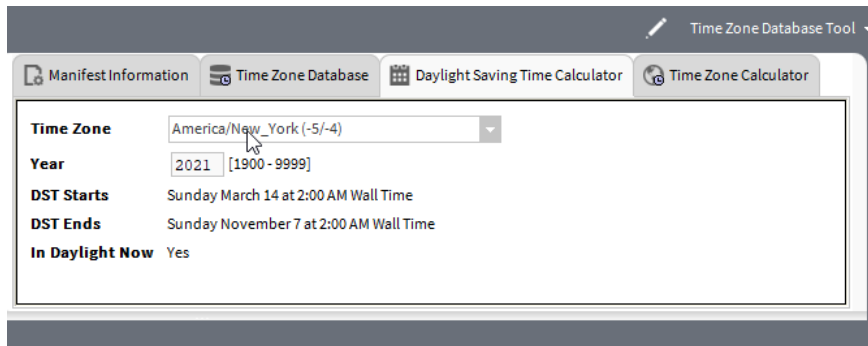 Time Zone Database Tool
Manifest Information Time Zone Database Daylight Saving Time Calculator Time Zone Calculator
Time Zone America/New_York (-5/-4)
Year 2021 [1900 - 9999]
DST Starts Sunday March 14 at 2:00 AM Wall Time
DST Ends Sunday November 7 at 2:00 AM Wall Time
In Daylight Now Yes